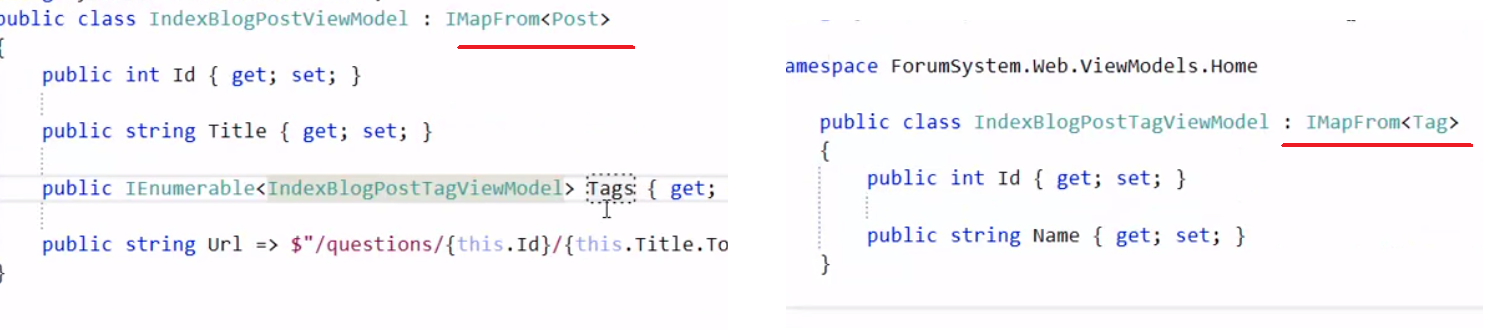 public class IndexBlogPostViewModel : IMapFrom<Post>
{
public int Id { get; set; }
public string Title { get; set; }
public IEnumerable<IndexBlogPostTagViewModel> Tags { get;
public string Url => $"/questions/{this.Id}/{this.Title.To
}
amespace ForumSystem.Web.ViewModels.Home
public class IndexBlogPostTagViewModel : IMapFrom<Tag>
{
public int Id { get; set; }
public string Name { get; set; }
}